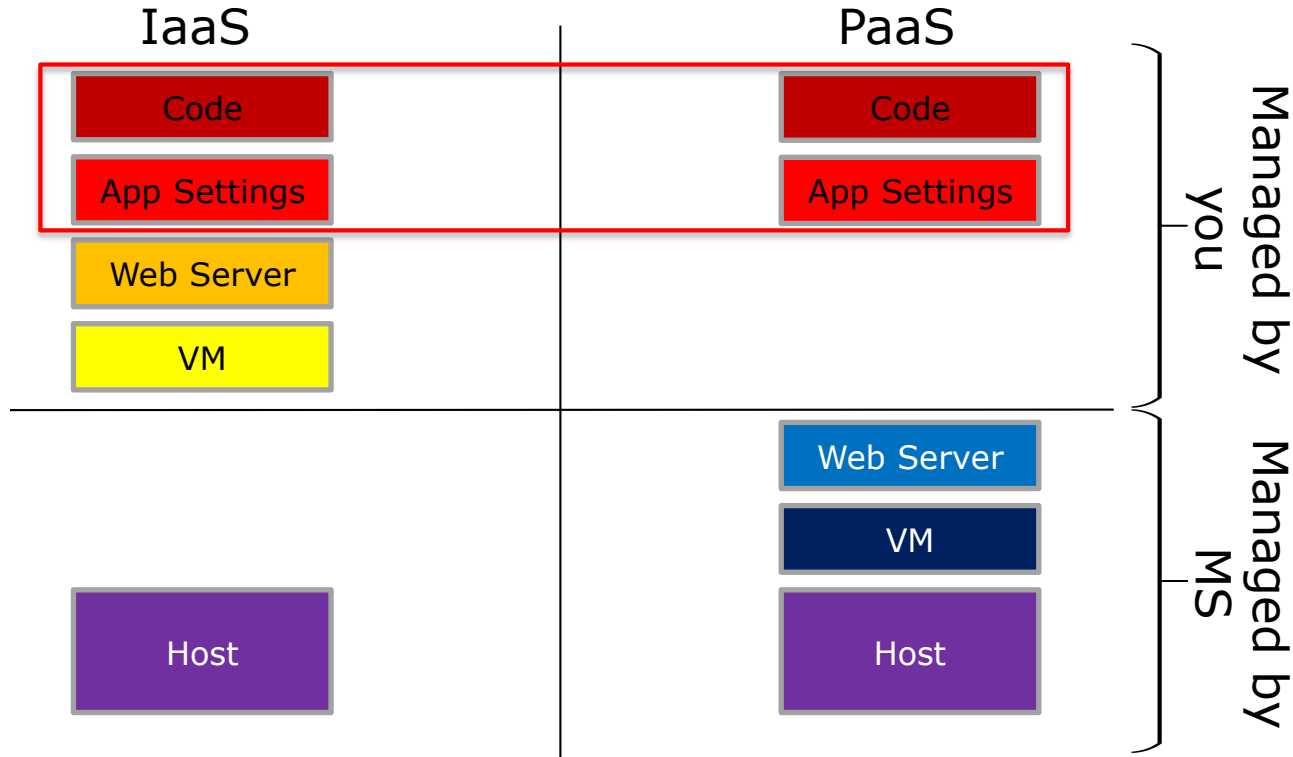 IaaS
PaaS
Code
Code
App Settings
App Settings
Web Server
VM
Managed by
you
Web Server
VM
Host
Host
Managed by
MS